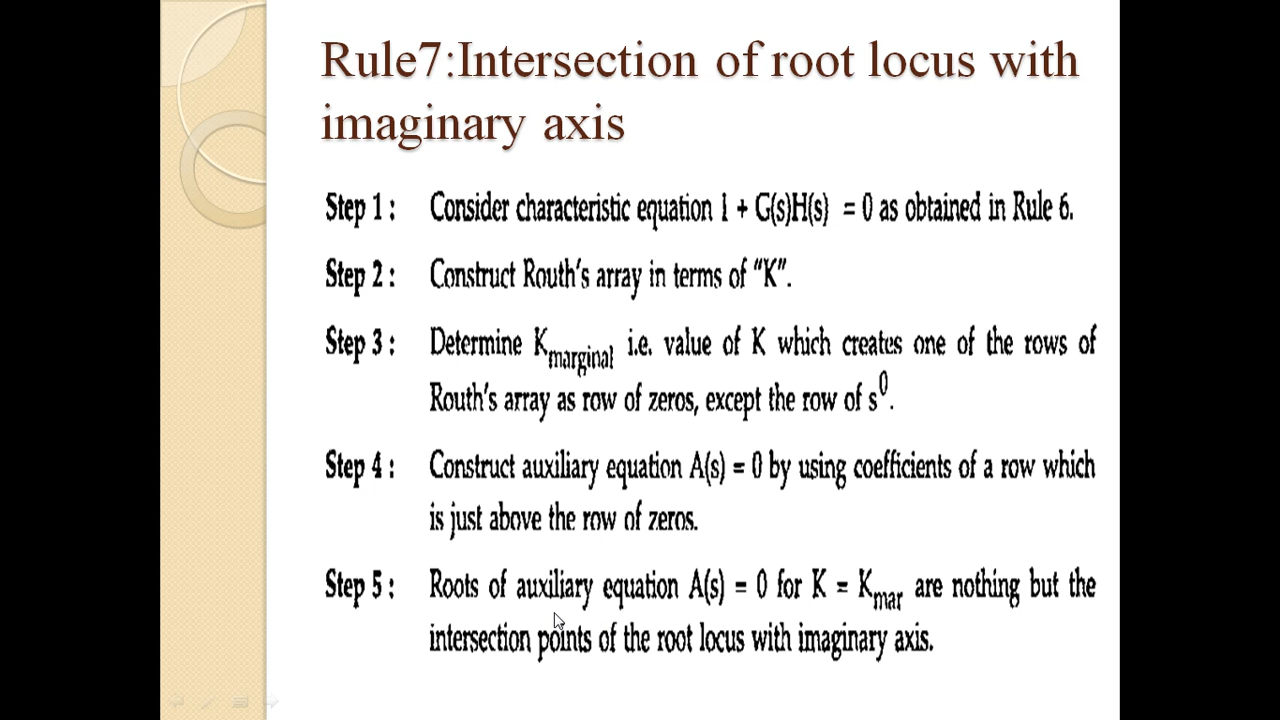 Rule7:Intersection of root locus with
imaginary axis
Step 1 : Consider characteristic equation 1 + G(s)H(s) = 0 as obtained in Rule 6.
Step 2 : Construct Routh's array in terms of "K".
Step 3 : Determine K_marginal i.e. value of K which creates one of the rows of
Routh's array as row of zeros, except the row of s^0.
Step 4 : Construct auxiliary equation A(s) = 0 by using coefficients of a row which
is just above the row of zeros.
Step 5 : Roots of auxiliary equation A(s) = 0 for K = K_mar are nothing but the
intersection points of the root locus with imaginary axis.